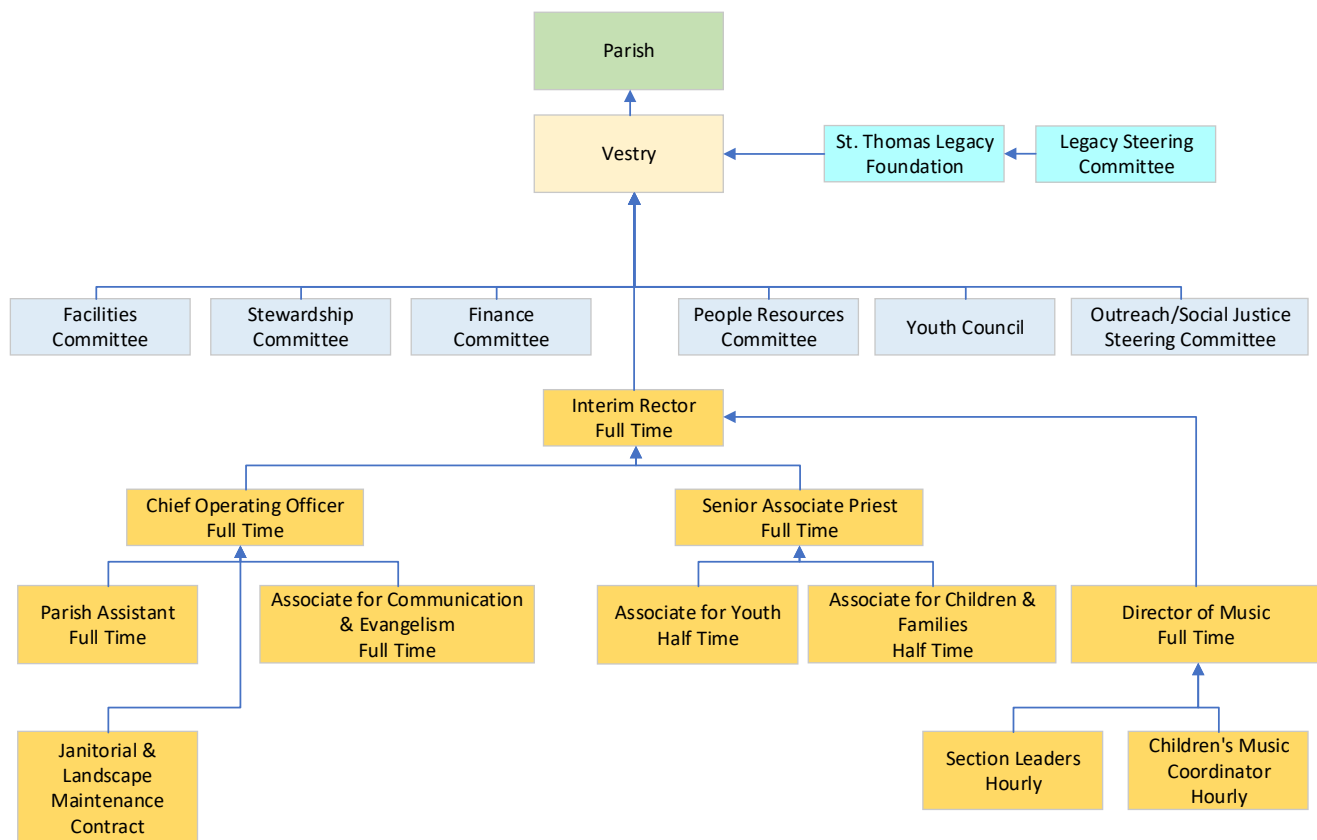 Parish
Vestry
St. Thomas Legacy
Foundation
Legacy Steering
Committee
Facilities
Committee
Stewardship
Committee
Finance
Committee
People Resources
Committee
Youth Council
Outreach/Social Justice
Steering Committee
Interim Rector
Full Time
Chief Operating Officer
Full Time
Senior Associate Priest
Full Time
Parish Assistant
Full Time
Associate for Communication
& Evangelism
Full Time
Associate for Youth
Half Time
Associate for Children &
Families
Half Time
Director of Music
Full Time
Janitorial &
Landscape
Maintenance
Contract
Section Leaders
Hourly
Children's Music
Coordinator
Hourly